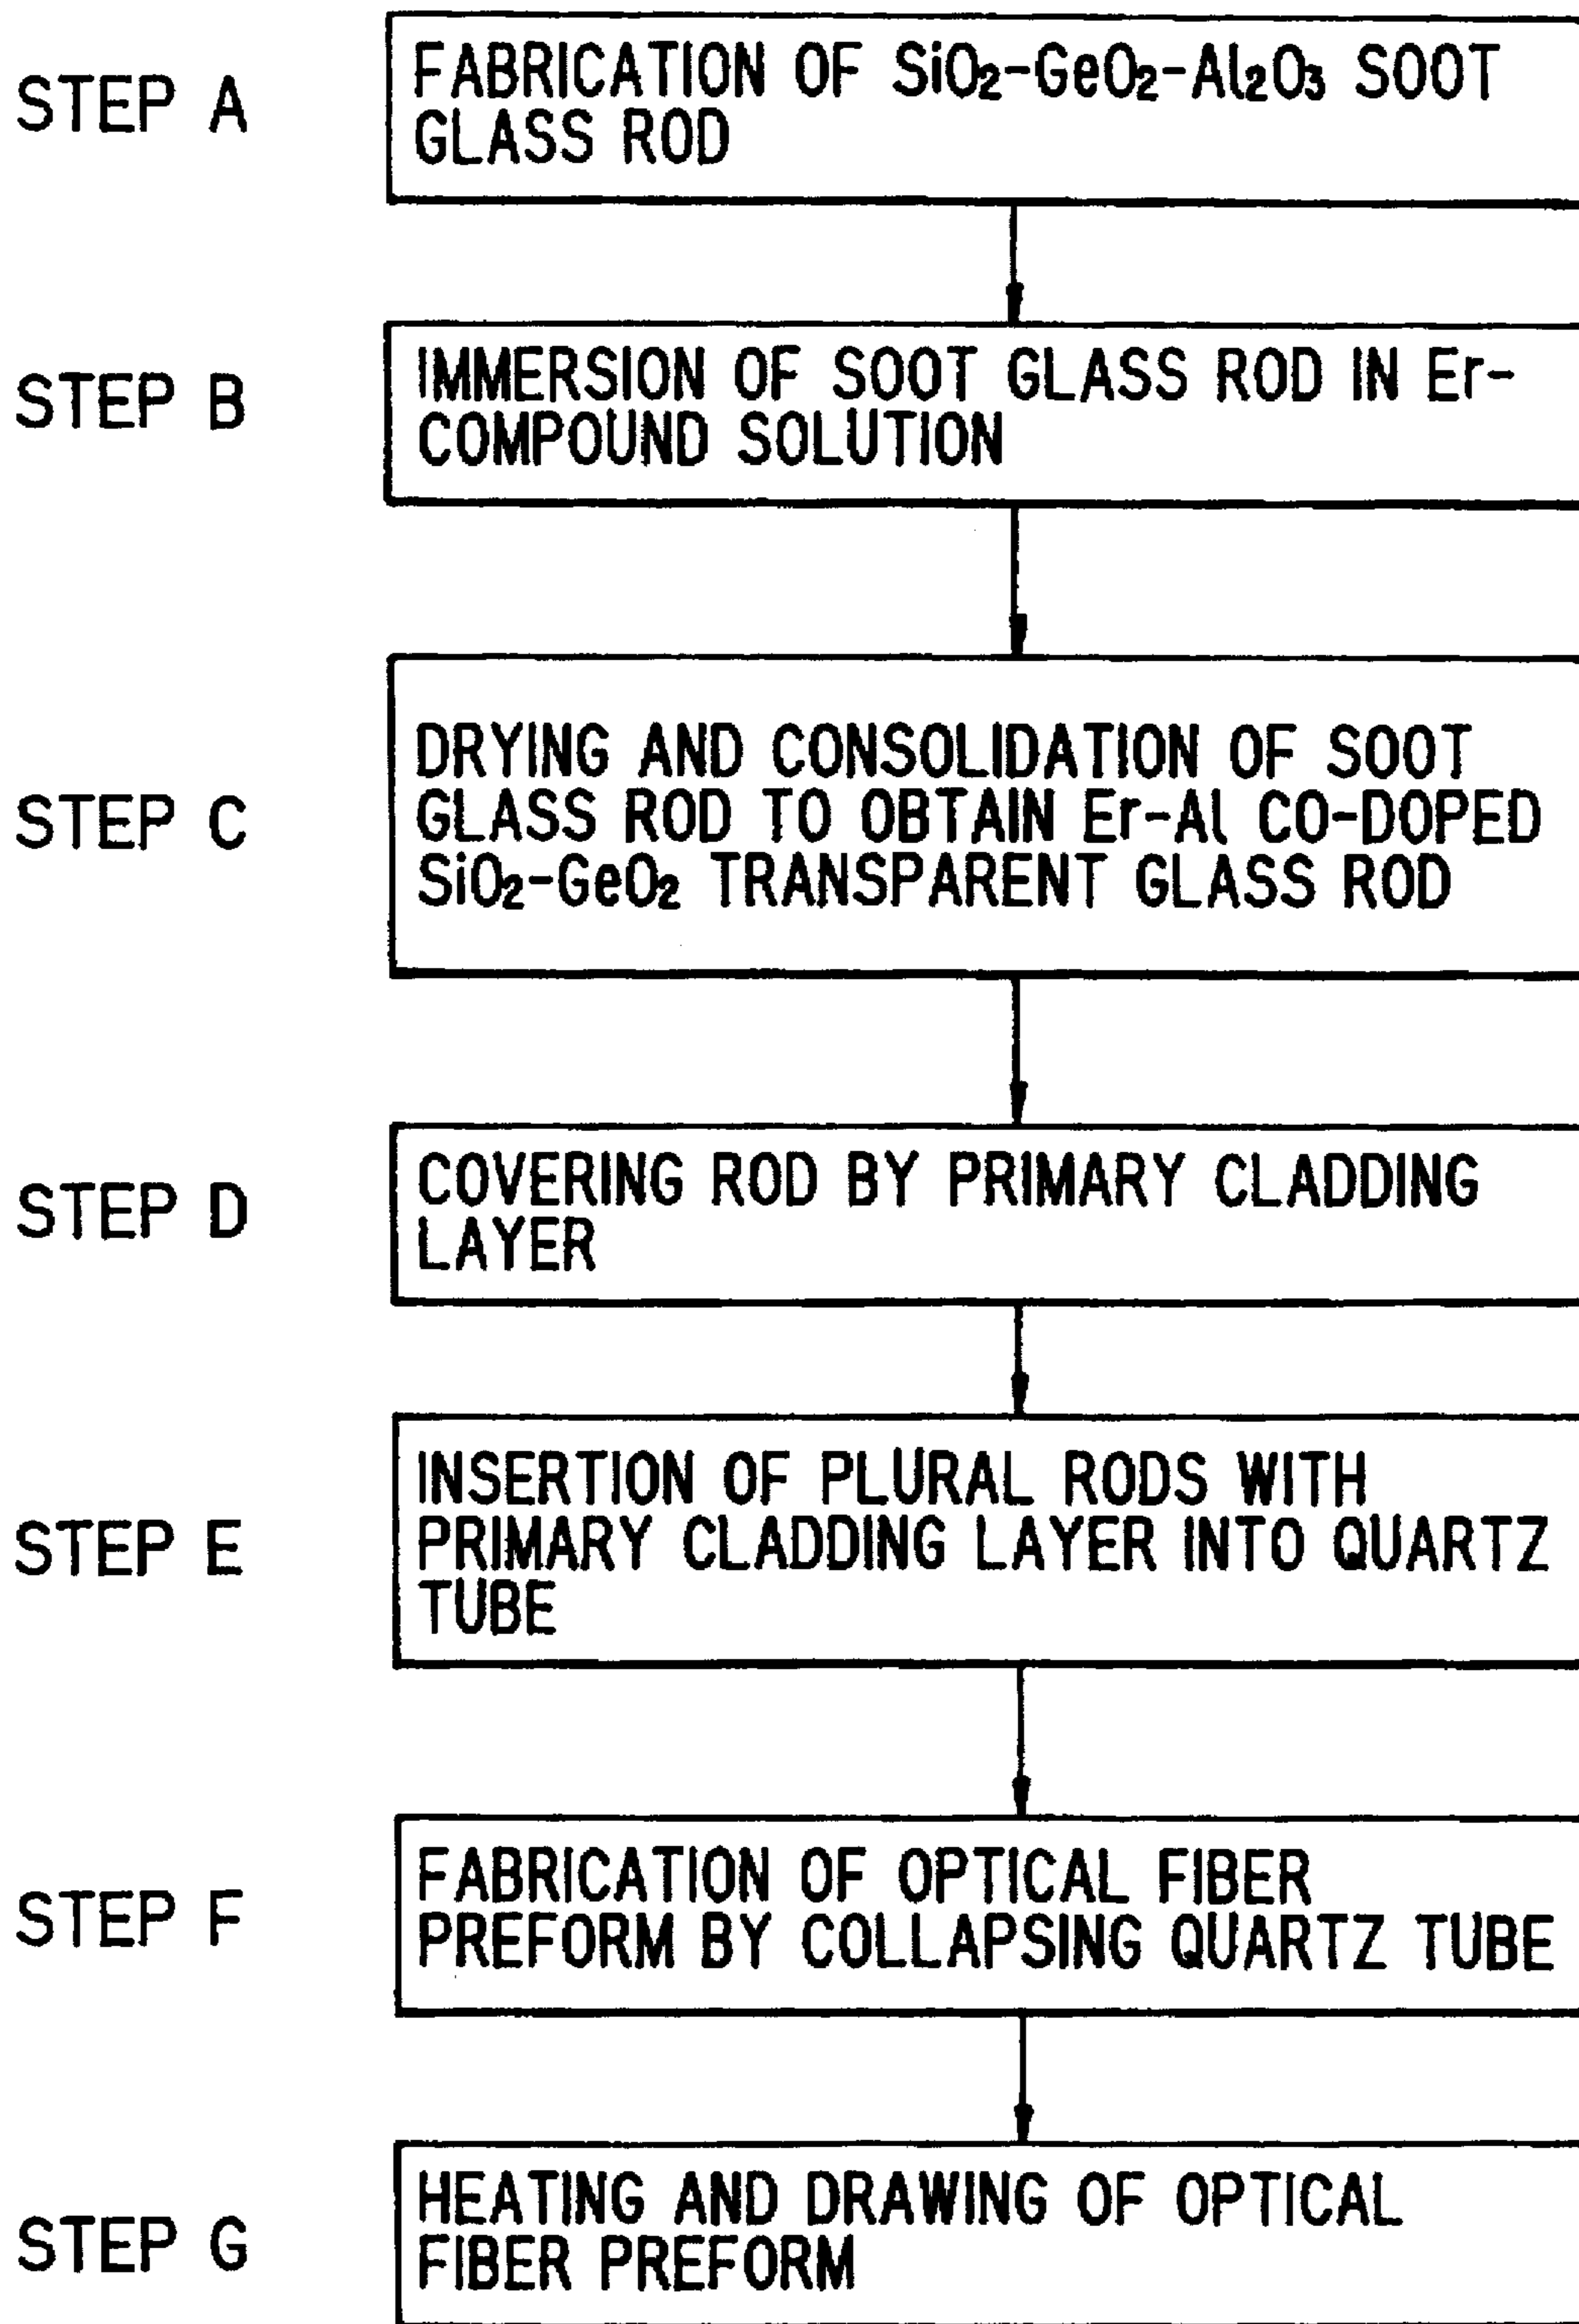 STEP A
FABRICATION OF SiO₂-GeO₂-Al₂O₃ SOOT
GLASS ROD
STEP B
IMMERSION OF SOOT GLASS ROD IN Er-
COMPOUND SOLUTION
STEP C
DRYING AND CONSOLIDATION OF SOOT
GLASS ROD TO OBTAIN Er-Al CO-DOPED
SiO₂-GeO₂ TRANSPARENT GLASS ROD
STEP D
COVERING ROD BY PRIMARY CLADDING
LAYER
STEP E
INSERTION OF PLURAL RODS WITH
PRIMARY CLADDING LAYER INTO QUARTZ
TUBE
STEP F
FABRICATION OF OPTICAL FIBER
PREFORM BY COLLAPSING QUARTZ TUBE
STEP G
HEATING AND DRAWING OF OPTICAL
FIBER PREFORM